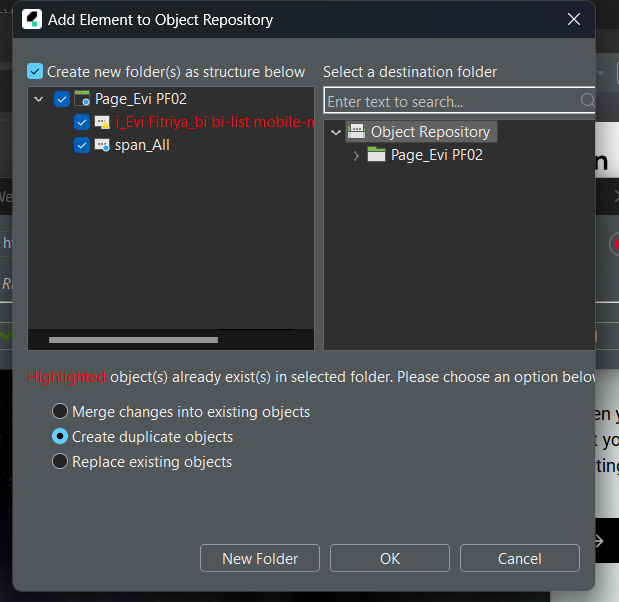 Add Element to Object Repository
Create new folder(s) as structure below
Select a destination folder
Page_Evi PF02
i_Evi Fitriya_bi bi-list mobile-n
span_All
Enter text to search...
Object Repository
Page_Evi PF02
Highlighted object(s) already exist(s) in selected folder. Please choose an option below
Merge changes into existing objects
Create duplicate objects
Replace existing objects
New Folder
OK
Cancel